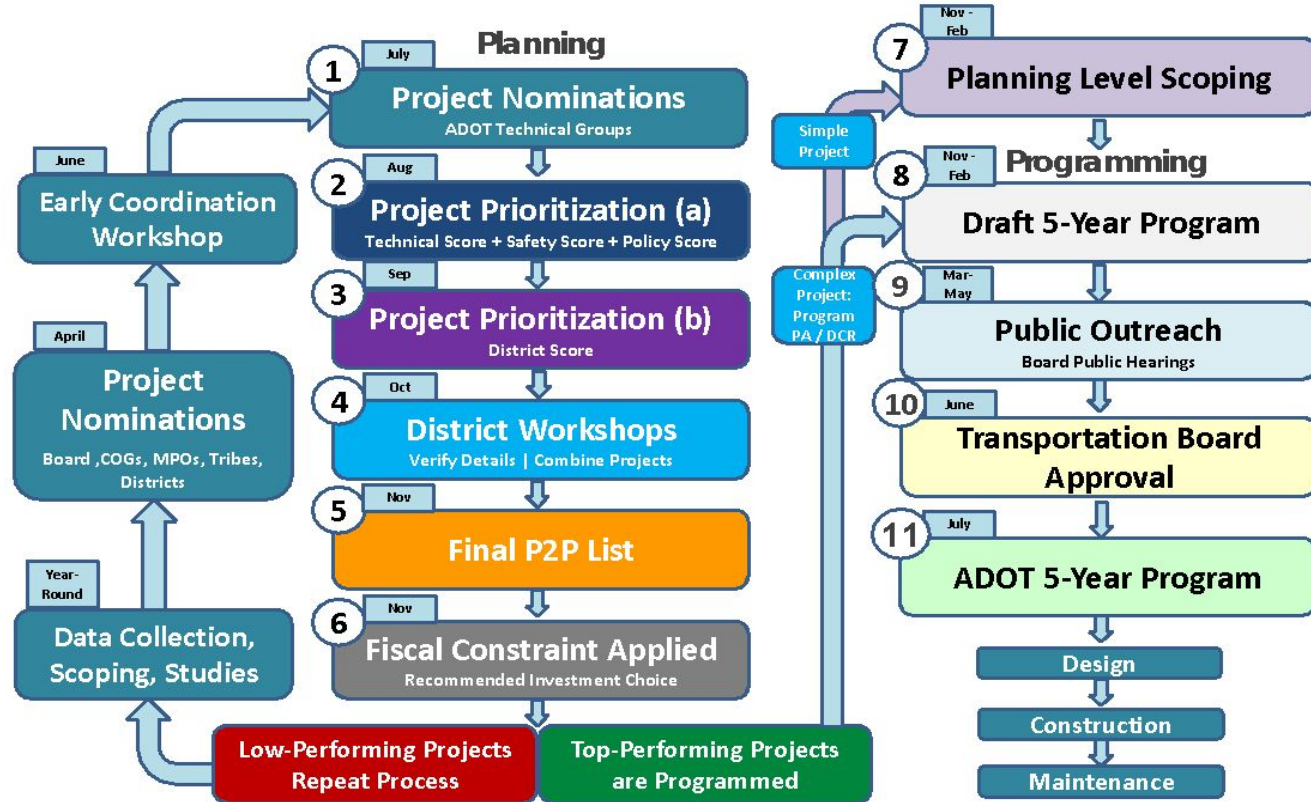 Planning
July
1
Project Nominations
ADOT Technical Groups
Aug
2
Project Prioritization (a)
Technical Score + Safety Score + Policy Score
Sep
3
Project Prioritization (b)
District Score
Oct
4
District Workshops
Verify Details | Combine Projects
Nov
5
Final P2P List
Nov
6
Fiscal Constraint Applied
Recommended Investment Choice
Low-Performing Projects
Repeat Process
Top-Performing Projects
are Programmed
Year-
Round
Data Collection,
Scoping, Studies
April
Project
Nominations
Board ,COGs, MPOs, Tribes,
Districts
June
Early Coordination
Workshop
Simple
Project
Complex
Project:
Program
PA / DCR
Nov -
Feb
7
Planning Level Scoping
Programming
Nov -
Feb
8
Draft 5-Year Program
Mar-
May
9
Public Outreach
Board Public Hearings
June
10
Transportation Board
Approval
July
11
ADOT 5-Year Program
Design
Construction
Maintenance